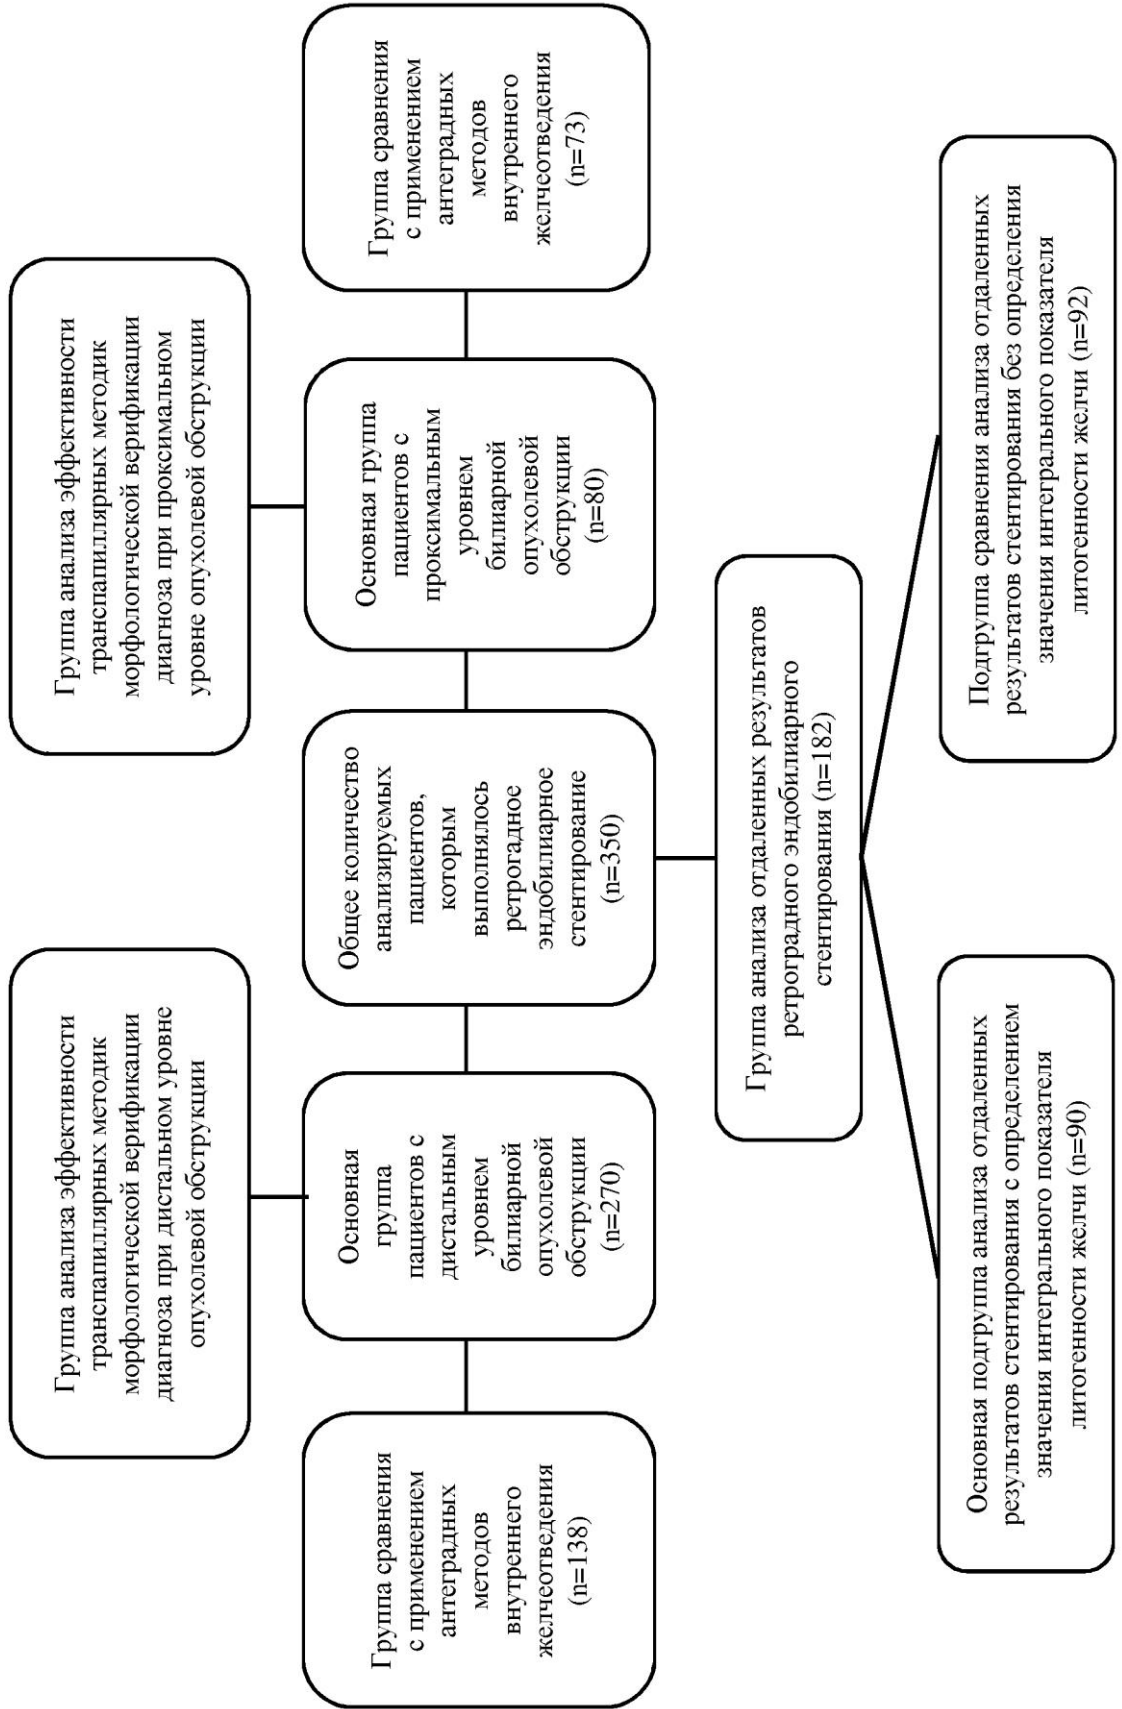 Группа анализа эффективности
транспапиллярных методик
морфологической верификации
диагноза при дистальном уровне
опухолевой обструкции
Группа анализа эффективности
транспапиллярных методик
морфологической верификации
диагноза при проксимальном
уровне опухолевой обструкции
Группа сравнения
с применением
антеградных
методов
внутреннего
желчеотведения
(n=138)
Основная
группа
пациентов с
дистальным
уровнем
билиарной
опухолевой
обструкции
(n=270)
Общее количество
анализируемых
пациентов,
которым
выполнялось
ретрогадное
эндобилиарное
стентирование
(n=350)
Основная группа
пациентов с
проксимальным
уровнем
билиарной
опухолевой
обструкции
(n=80)
Группа сравнения
с применением
антеградных
методов
внутреннего
желчеотведения
(n=73)
Группа анализа отдаленных результатов
ретроградного эндобилиарного
стентирования (n=182)
Основная подгруппа анализа отдаленных
результатов стентирования с определением
значения интегрального показателя
литогенности желчи (n=90)
Подгруппа сравнения анализа отдаленных
результатов стентирования без определения
значения интегрального показателя
литогенности желчи (n=92)